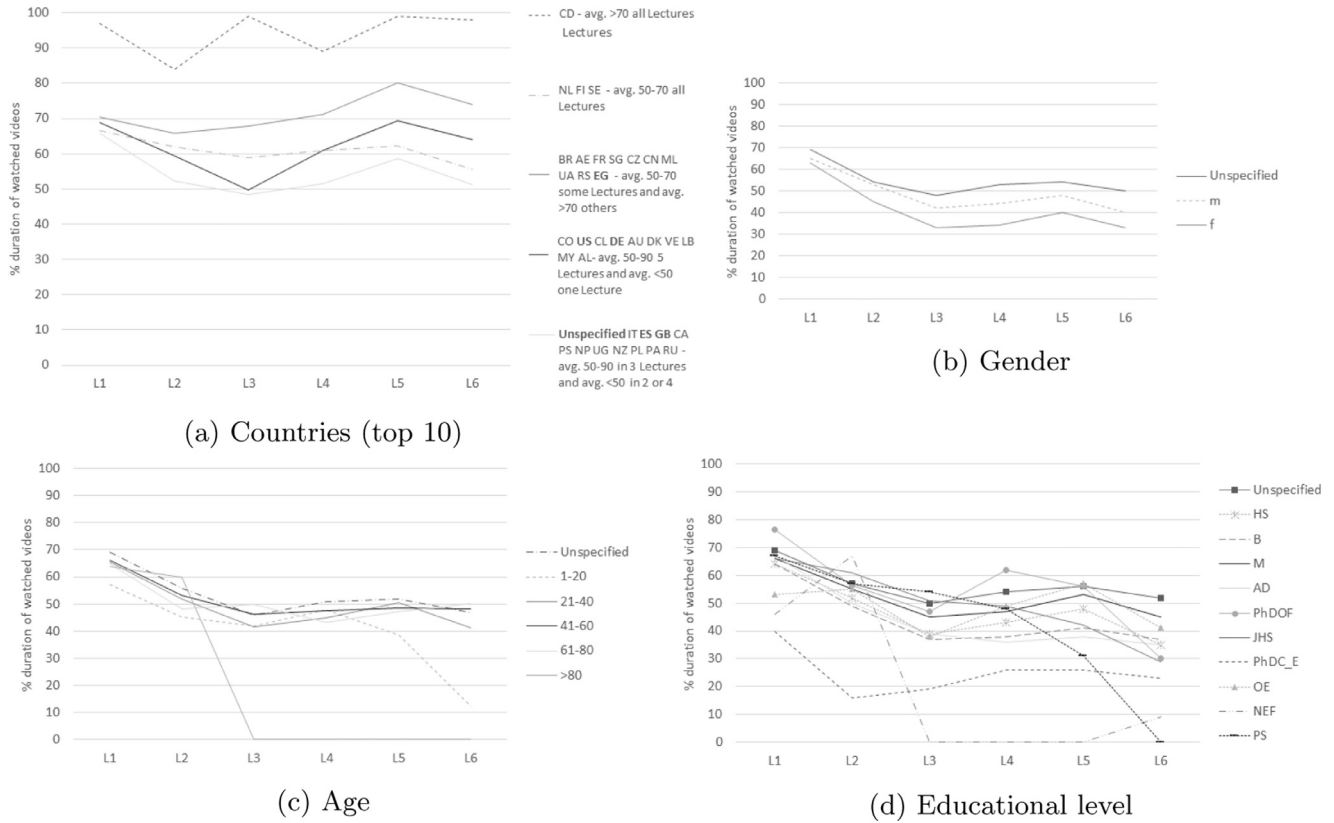 % duration of watched videos
100
90
80
70
60
50
40
30
20
10
0
L1 L2 L3 L4 L5 L6
CD - avg. >70 all Lectures
Lectures
NL FI SE - avg. 50-70 all
Lectures
BR AE FR SG CZ CN ML
UA RS EG - avg. 50-70
some Lectures and avg.
>70 others
CO US CL DE AU DK VE LB
MY AL- avg. 50-90 5
Lectures and avg. <50
one Lecture
Unspecified IT ES GB CA
PS NP UG NZ PL PA RU -
avg. 50-90 in 3 Lectures
and avg. <50 in 2 or 4
(a) Countries (top 10)
% duration of watched videos
100
90
80
70
60
50
40
30
20
10
0
L1 L2 L3 L4 L5 L6
Unspecified
m
f
(b) Gender
% duration of watched videos
100
90
80
70
60
50
40
30
20
10
0
L1 L2 L3 L4 L5 L6
Unspecified
1-20
21-40
41-60
61-80
>80
(c) Age
% duration of watched videos
100
90
80
70
60
50
40
30
20
10
0
L1 L2 L3 L4 L5 L6
Unspecified
HS
B
M
AD
PhDOF
JHS
PhDC_E
OE
NEF
PS
(d) Educational level